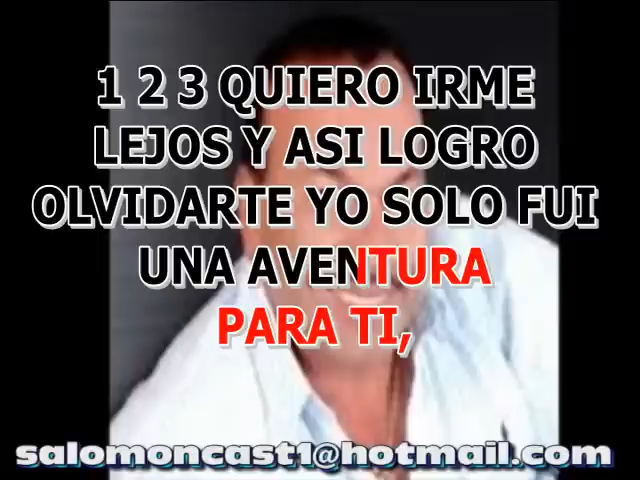 1 2 3 QUIERO IRME
LEJOS Y ASI LOGRO
OLVIDARTE YO SOLO FUI
UNA AVENTURA
PARA TI,
salomoncast1@hotmail.com